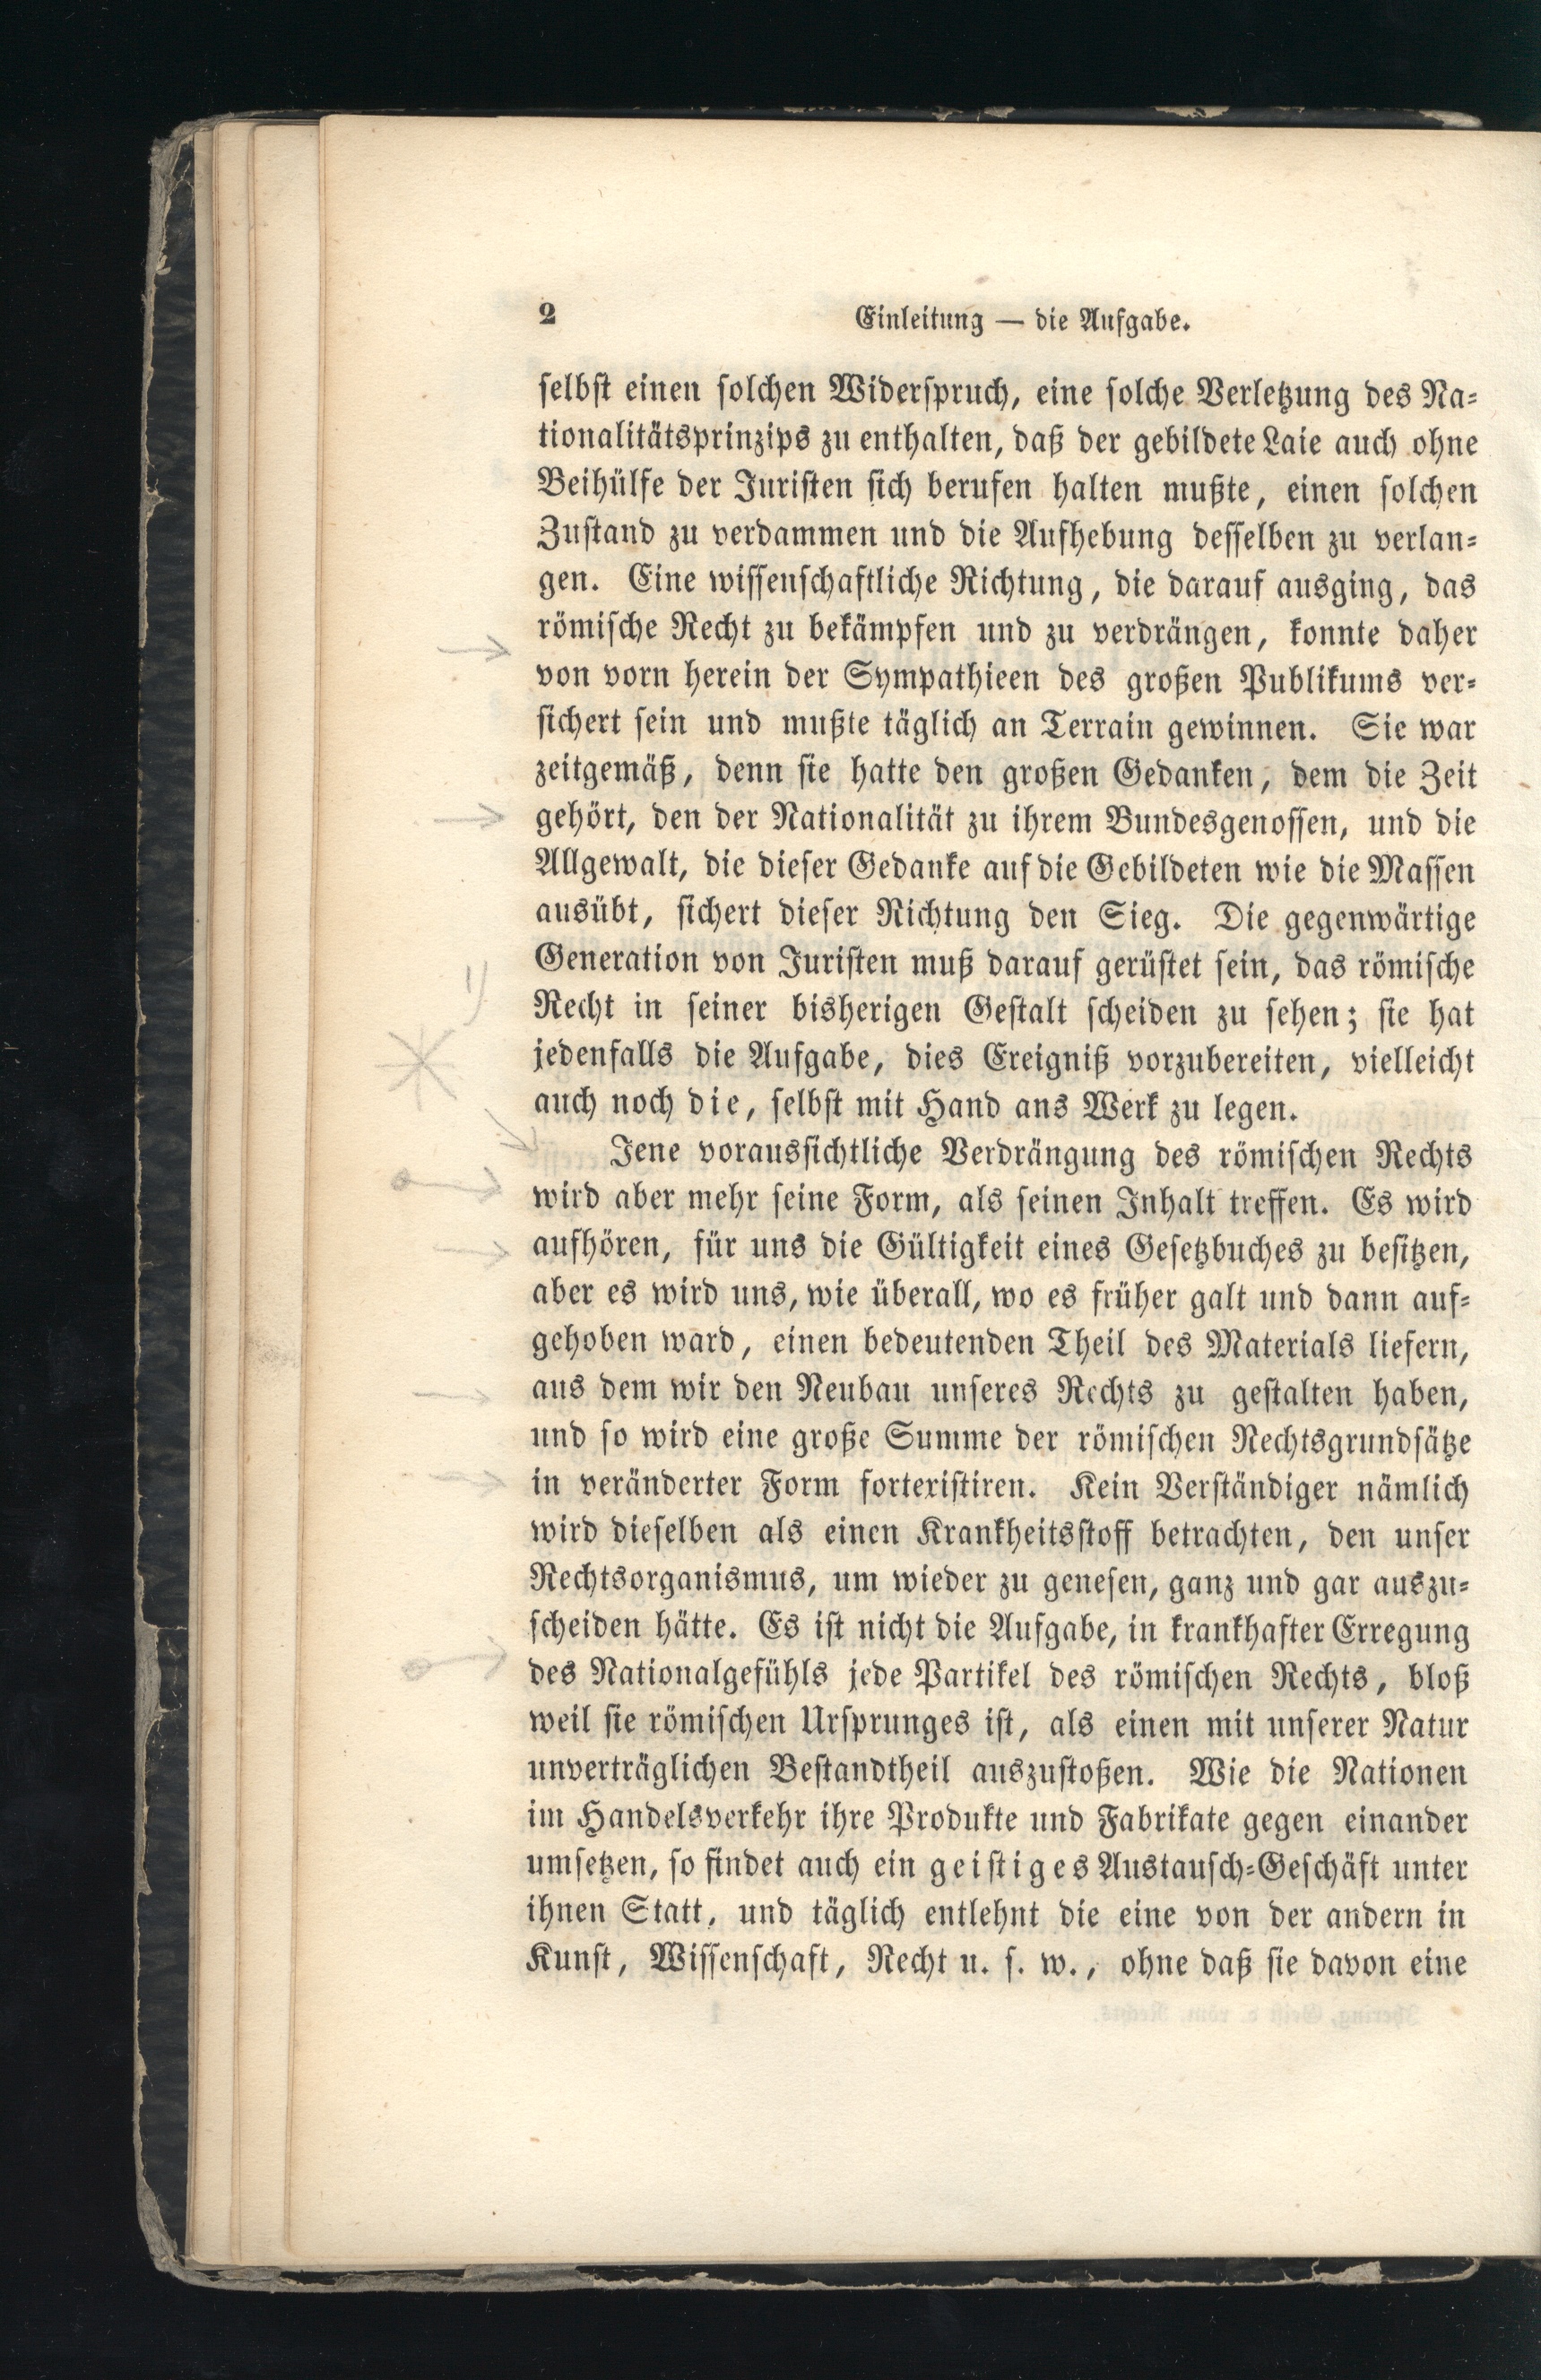 2 Einleitung — die Aufgabe.
selbst einen solchen Widerspruch, eine solche Verletzung des Na-
tionalitätsprinzips zu enthalten, daß der gebildete Laie auch ohne
Beihülfe der Juristen sich berufen halten mußte, einen solchen
Zustand zu verdammen und die Aufhebung desselben zu verlan-
gen. Eine wissenschaftliche Richtung, die darauf ausging, das
römische Recht zu bekämpfen und zu verdrängen, konnte daher
von vorn herein der Sympathieen des großen Publikums ver-
sichert sein und mußte täglich an Terrain gewinnen. Sie war
zeitgemäß, denn sie hatte den großen Gedanken, dem die Zeit
gehört, den der Nationalität zu ihrem Bundesgenossen, und die
Allgewalt, die dieser Gedanke auf die Gebildeten wie die Massen
ausübt, sichert dieser Richtung den Sieg. Die gegenwärtige
Generation von Juristen muß darauf gerüstet sein, das römische
Recht in seiner bisherigen Gestalt scheiden zu sehen; sie hat
jedenfalls die Aufgabe, dies Ereigniß vorzubereiten, vielleicht
auch noch die, selbst mit Hand ans Werk zu legen.
Jene voraussichtliche Verdrängung des römischen Rechts
wird aber mehr seine Form, als seinen Inhalt treffen. Es wird
aufhören, für uns die Gültigkeit eines Gesetzbuches zu besitzen,
aber es wird uns, wie überall, wo es früher galt und dann auf-
gehoben ward, einen bedeutenden Theil des Materials liefern,
aus dem wir den Neubau unseres Rechts zu gestalten haben,
und so wird eine große Summe der römischen Rechtsgrundsätze
in veränderter Form fortexistiren. Kein Verständiger nämlich
wird dieselben als einen Krankheitsstoff betrachten, den unser
Rechtsorganismus, um wieder zu genesen, ganz und gar auszu-
scheiden hätte. Es ist nicht die Aufgabe, in krankhafter Erregung
des Nationalgefühls jede Partikel des römischen Rechts, bloß
weil sie römischen Ursprunges ist, als einen mit unserer Natur
unverträglichen Bestandtheil auszustoßen. Wie die Nationen
im Handelsverkehr ihre Produkte und Fabrikate gegen einander
umsetzen, so findet auch ein geistiges Austausch-Geschäft unter
ihnen Statt, und täglich entlehnt die eine von der andern in
Kunst, Wissenschaft, Recht u. s. w., ohne daß sie davon eine